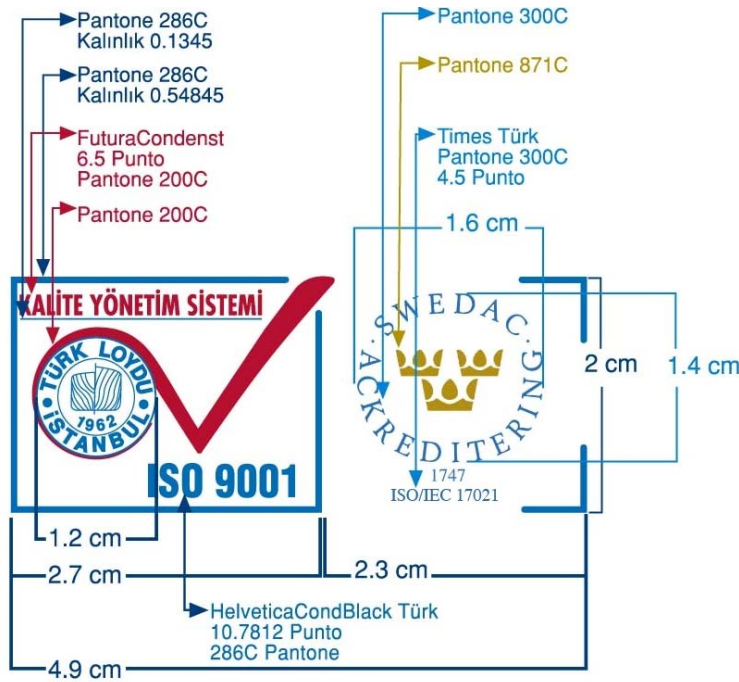 Pantone 286C
Kalınlık 0.1345
Pantone 286C
Kalınlık 0.54845
FuturaCondenst
6.5 Punto
Pantone 200C
Pantone 200C
Pantone 300C
Pantone 871C
Times Türk
Pantone 300C
4.5 Punto
1.6 cm
KALİTE YÖNETİM SİSTEMİ
TÜRK LOYDU
1962
İSTANBUL
ISO 9001
SWEDAC
ACKREDITERING
1747
ISO/IEC 17021
2 cm
1.4 cm
1.2 cm
2.7 cm
2.3 cm
HelveticaCondBlack Türk
10.7812 Punto
286C Pantone
4.9 cm